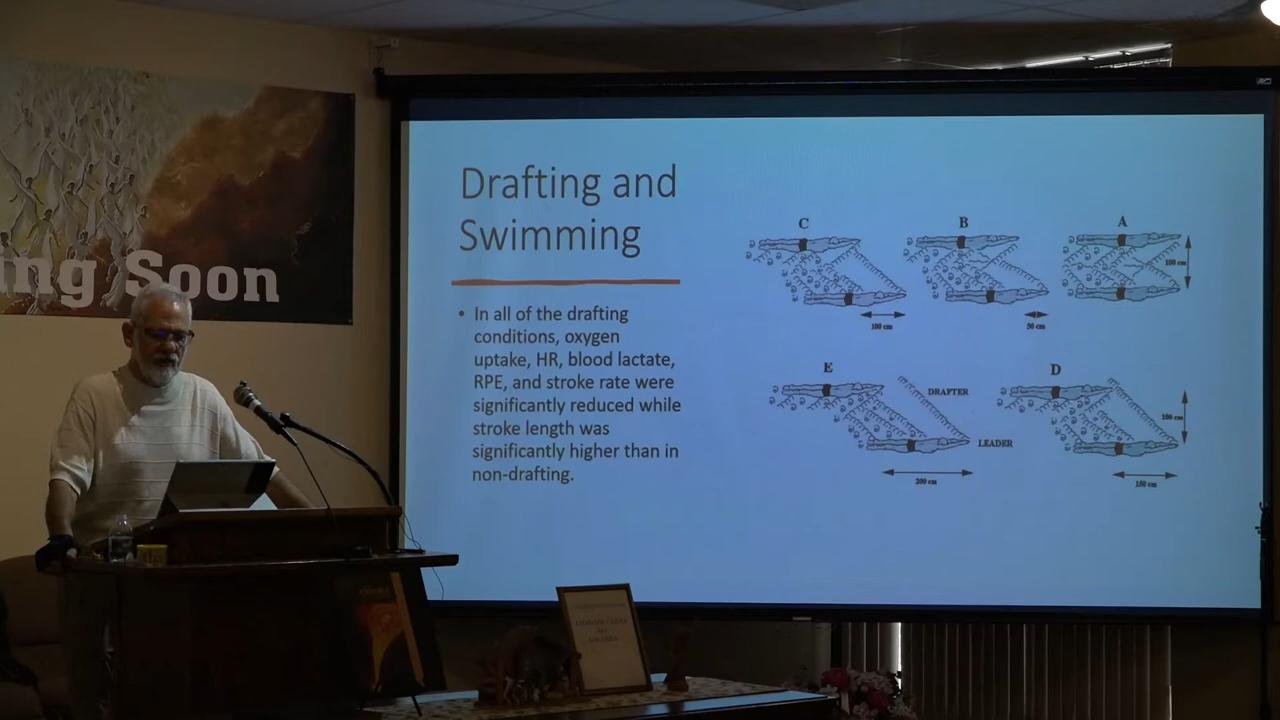 ing Soon
Drafting and
Swimming
• In all of the drafting
conditions, oxygen
uptake, HR, blood lactate,
RPE, and stroke rate were
significantly reduced while
stroke length was
significantly higher than in
non-drafting.
C
B
A
100 cm
100 cm
50 cm
E
D
DRAFTER
100 cm
LEADER
200 cm
150 cm